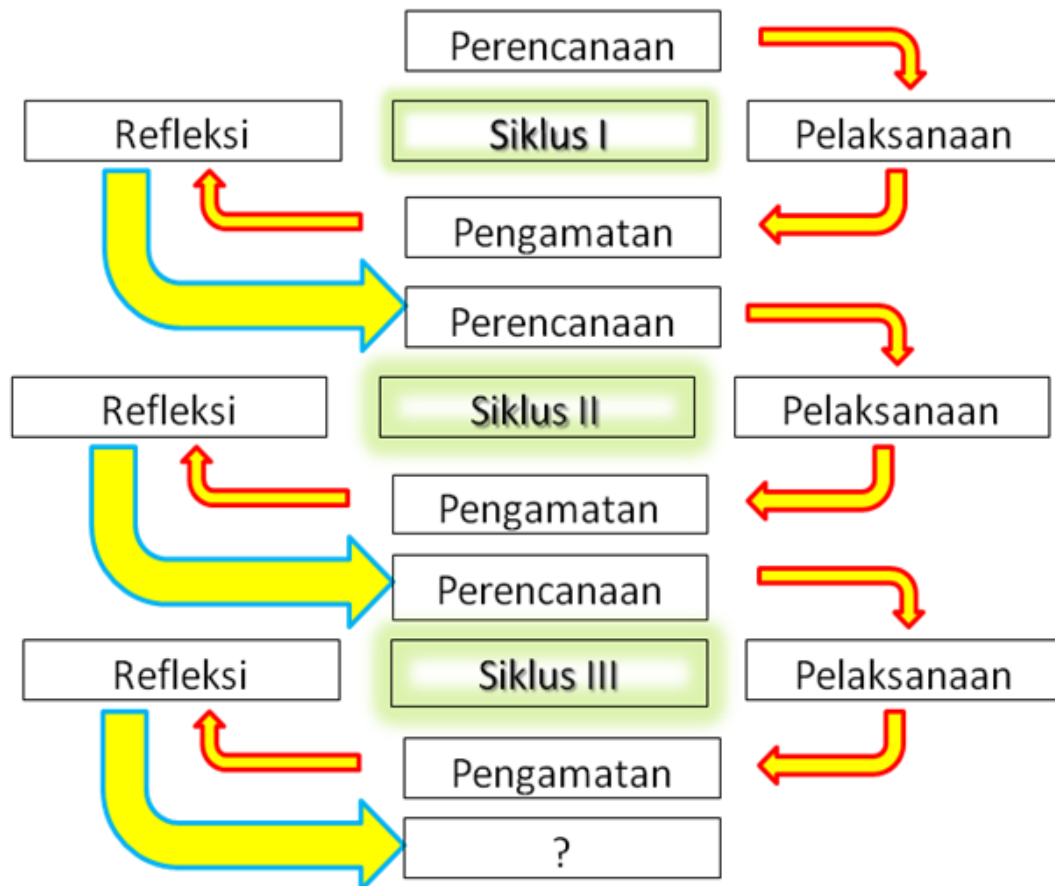 Perencanaan
Refleksi
Siklus I
Pelaksanaan
Pengamatan
Perencanaan
Refleksi
Siklus II
Pelaksanaan
Pengamatan
Perencanaan
Refleksi
Siklus III
Pelaksanaan
Pengamatan
?